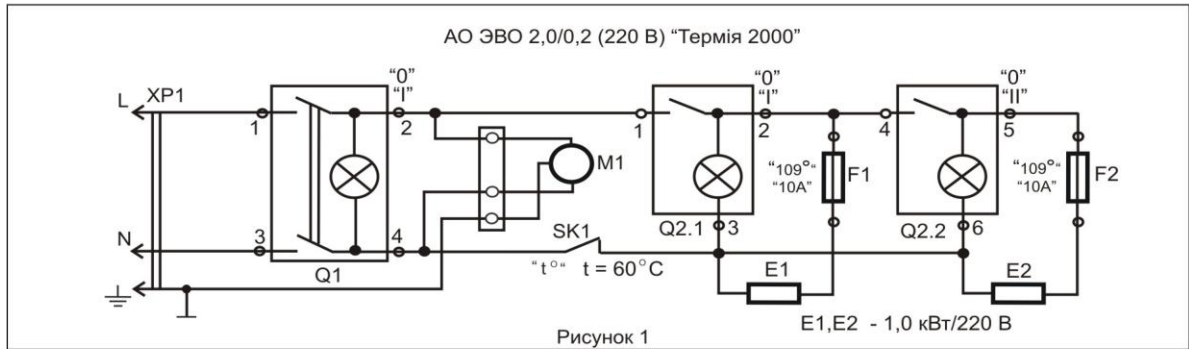 АО ЭВО 2,0/0,2 (220 В) “Термія 2000”
L XP1
“0”
“I”
1 2
“0”
“I”
1 2
“0”
“II”
4 5
M1
“109°“
“10А”
F1
“109°“
“10А”
F2
N
3 4
Q1
SK1
“t°“ t = 60°C
Q2.1 3
Q2.2 6
E1
E2
E1,E2 - 1,0 кВт/220 В
Рисунок 1